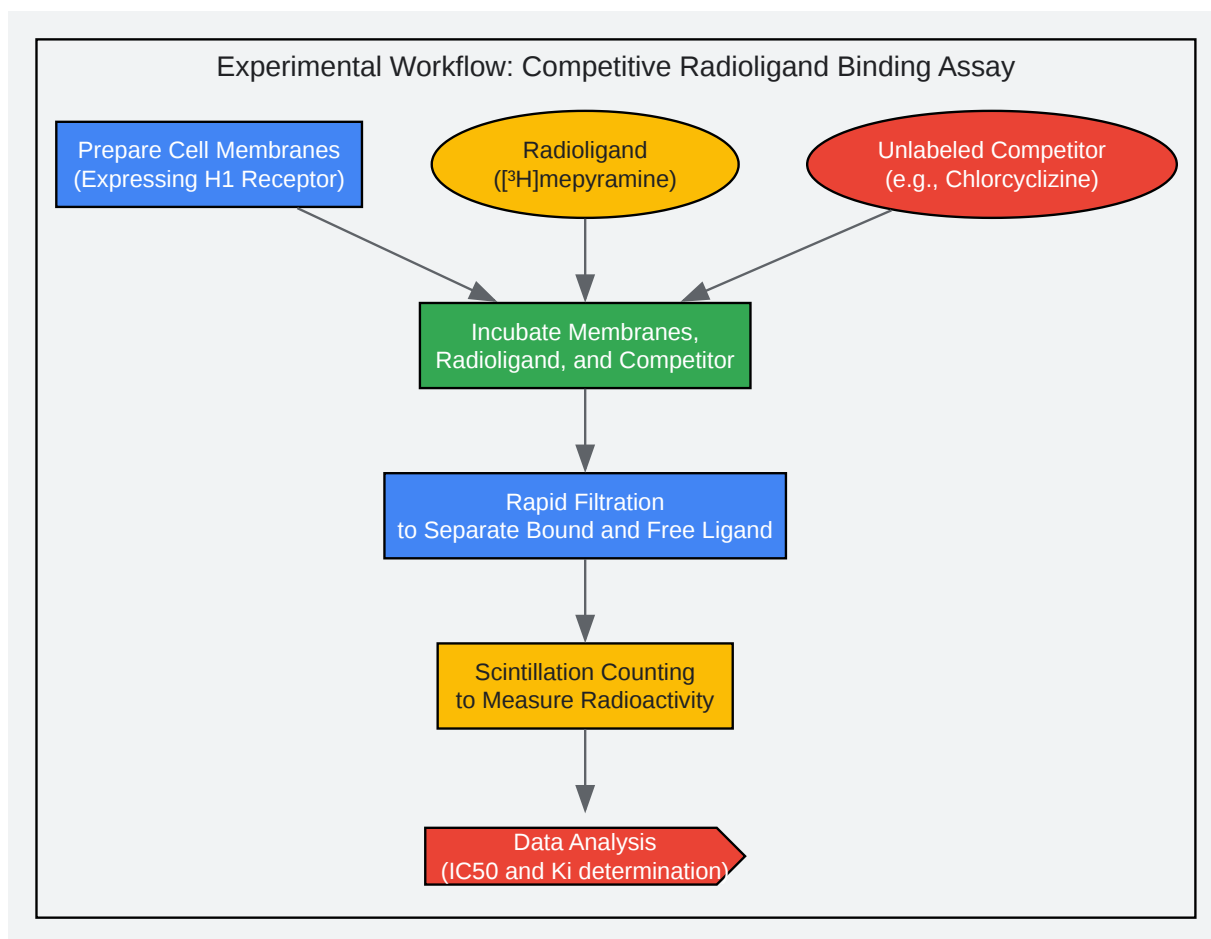 Experimental Workflow: Competitive Radioligand Binding Assay
Prepare Cell Membranes
(Expressing H1 Receptor)
Radioligand
([³H]mepyramine)
Unlabeled Competitor
(e.g., Chlorcyclizine)
Incubate Membranes,
Radioligand, and Competitor
Rapid Filtration
to Separate Bound and Free Ligand
Scintillation Counting
to Measure Radioactivity
Data Analysis
(IC50 and Ki determination)